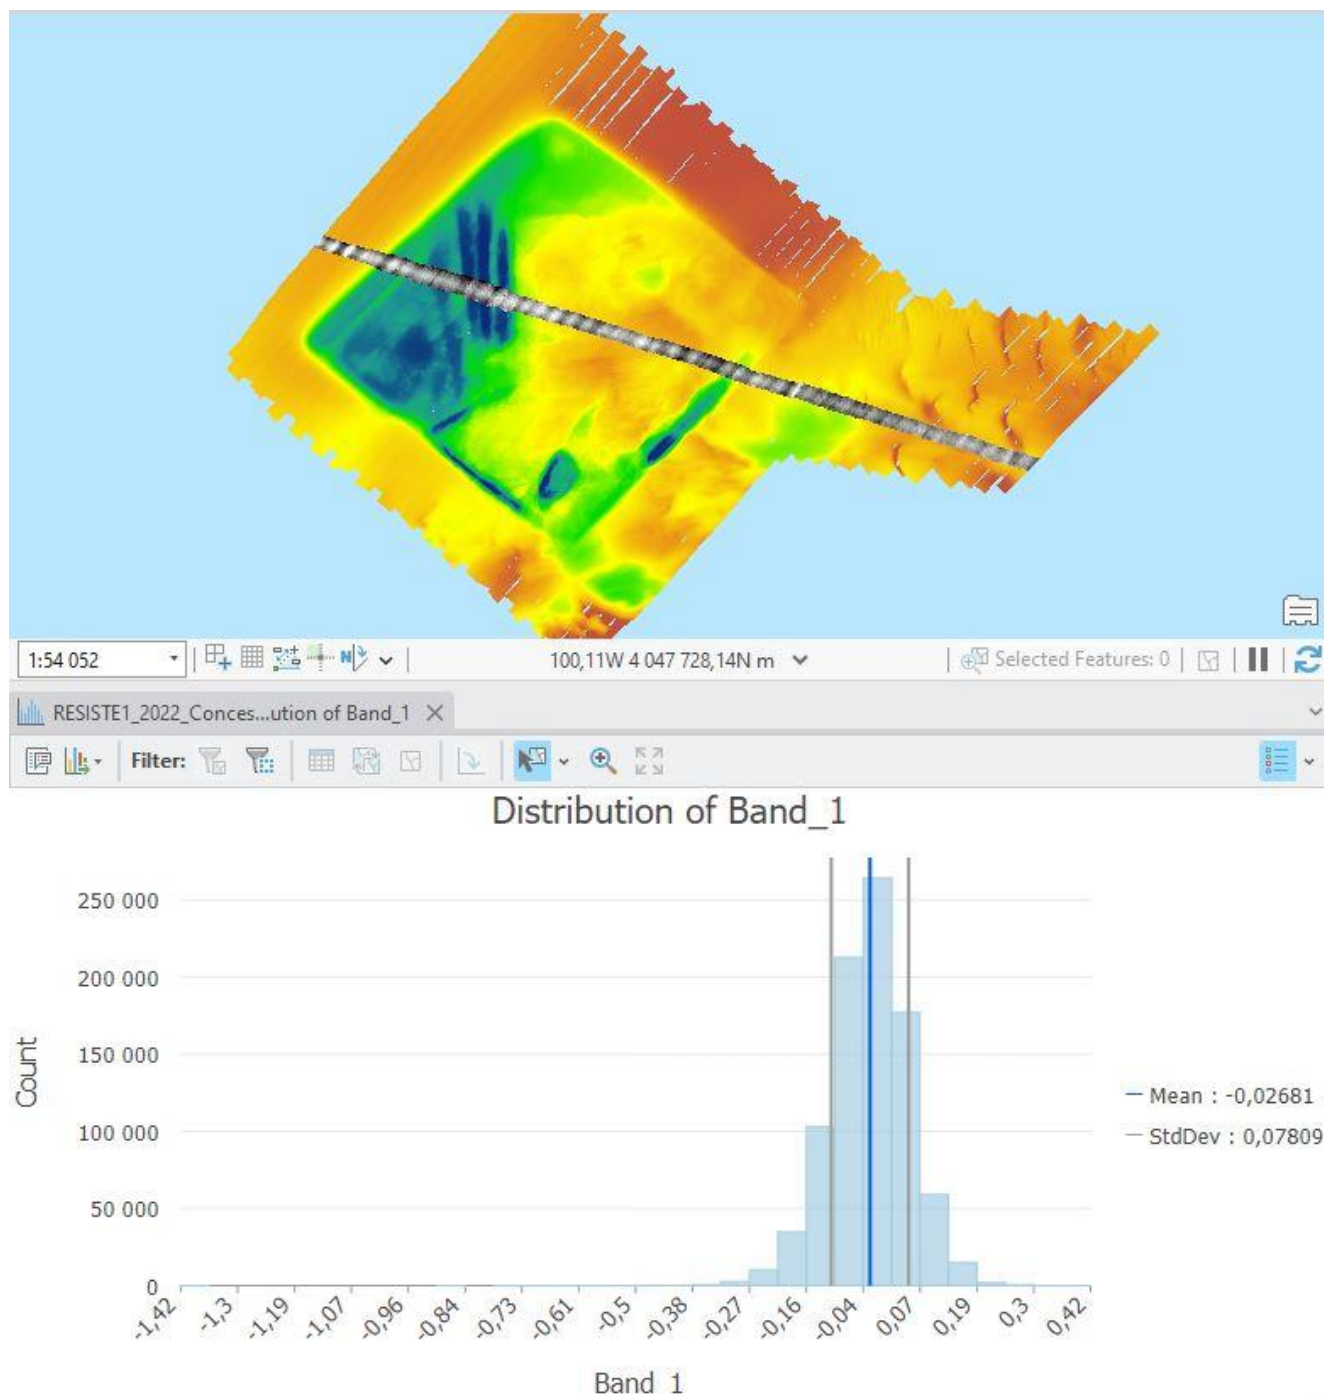 1:54 052
100,11W 4 047 728,14N m
Selected Features: 0
RESISTE1_2022_Conces...ution of Band_1
Filter:
Distribution of Band_1
250 000
200 000
150 000
100 000
50 000
0
Count
-1,42 -1,3 -1,19 -1,07 -0,96 -0,84 -0,73 -0,61 -0,5 -0,38 -0,27 -0,16 -0,04 0,07 0,19 0,3 0,42
Band_1
Mean : -0,02681
StdDev : 0,07809